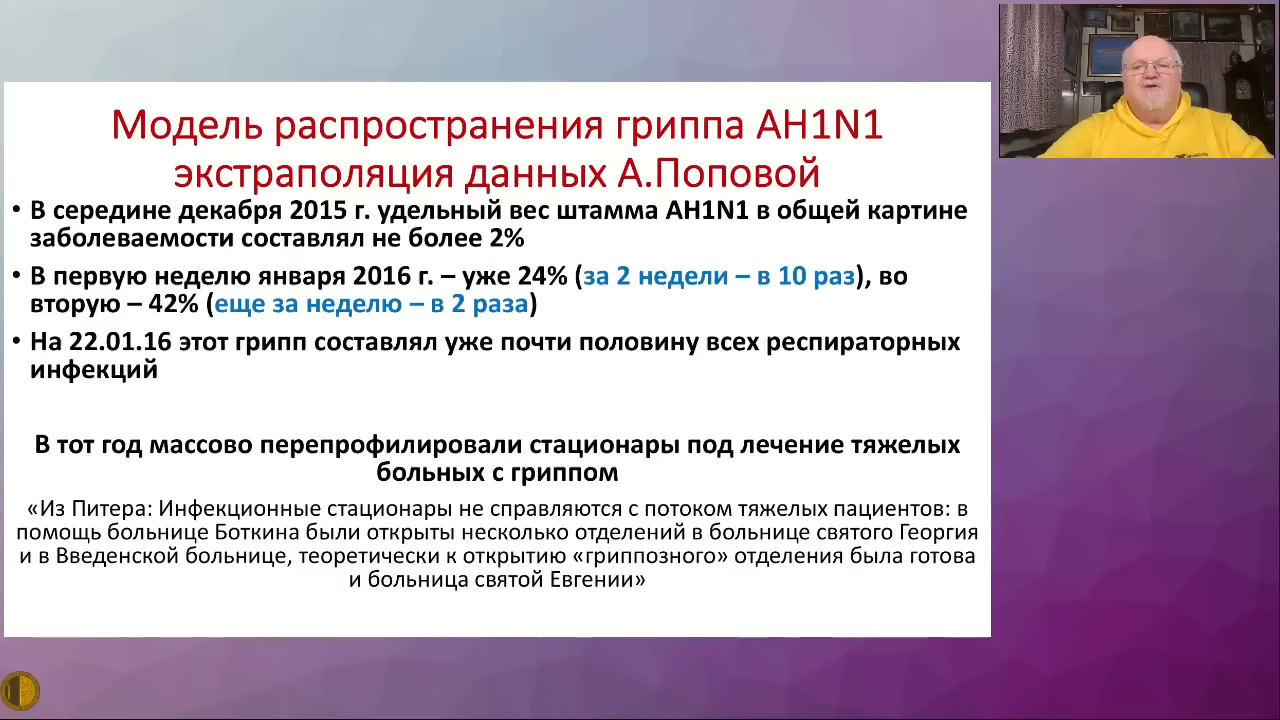 Модель распространения гриппа AH1N1
экстраполяция данных А.Поповой
• В середине декабря 2015 г. удельный вес штамма AH1N1 в общей картине
заболеваемости составлял не более 2%
• В первую неделю января 2016 г. – уже 24% (за 2 недели – в 10 раз), во
вторую – 42% (еще за неделю – в 2 раза)
• На 22.01.16 этот грипп составлял уже почти половину всех респираторных
инфекций
В тот год массово перепрофилировали стационары под лечение тяжелых
больных с гриппом
«Из Питера: Инфекционные стационары не справляются с потоком тяжелых пациентов: в
помощь больнице Боткина были открыты несколько отделений в больнице святого Георгия
и в Введенской больнице, теоретически к открытию «гриппозного» отделения была готова
и больница святой Евгении»